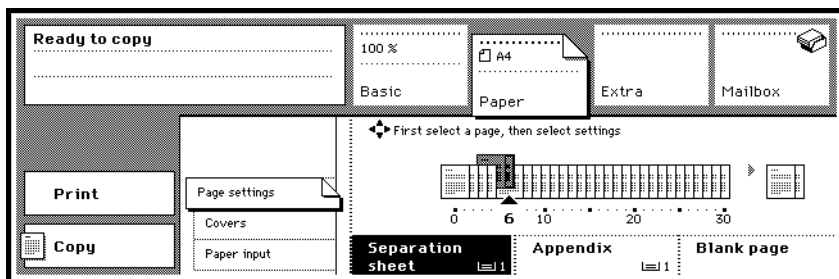 Ready to copy
100 %
Basic
A4
Paper
Extra
Mailbox
First select a page, then select settings
Print
Page settings
Covers
Copy
Paper input
0 6 10 20 30
Separation sheet 1
Appendix 1
Blank page